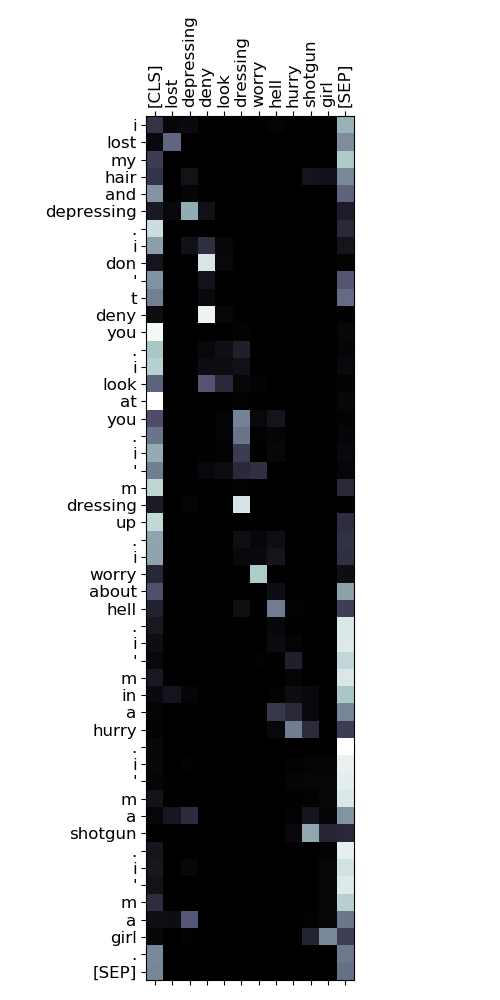 [CLS]
lost
depressing
deny
look
dressing
worry
hell
hurry
shotgun
girl
[SEP]
i
lost
my
hair
and
depressing
.
i
don
'
t
deny
you
.
i
look
at
you
.
i
'
m
dressing
up
.
i
worry
about
hell
.
i
'
m
in
a
hurry
.
i
'
m
a
shotgun
.
i
'
m
a
girl
.
[SEP]